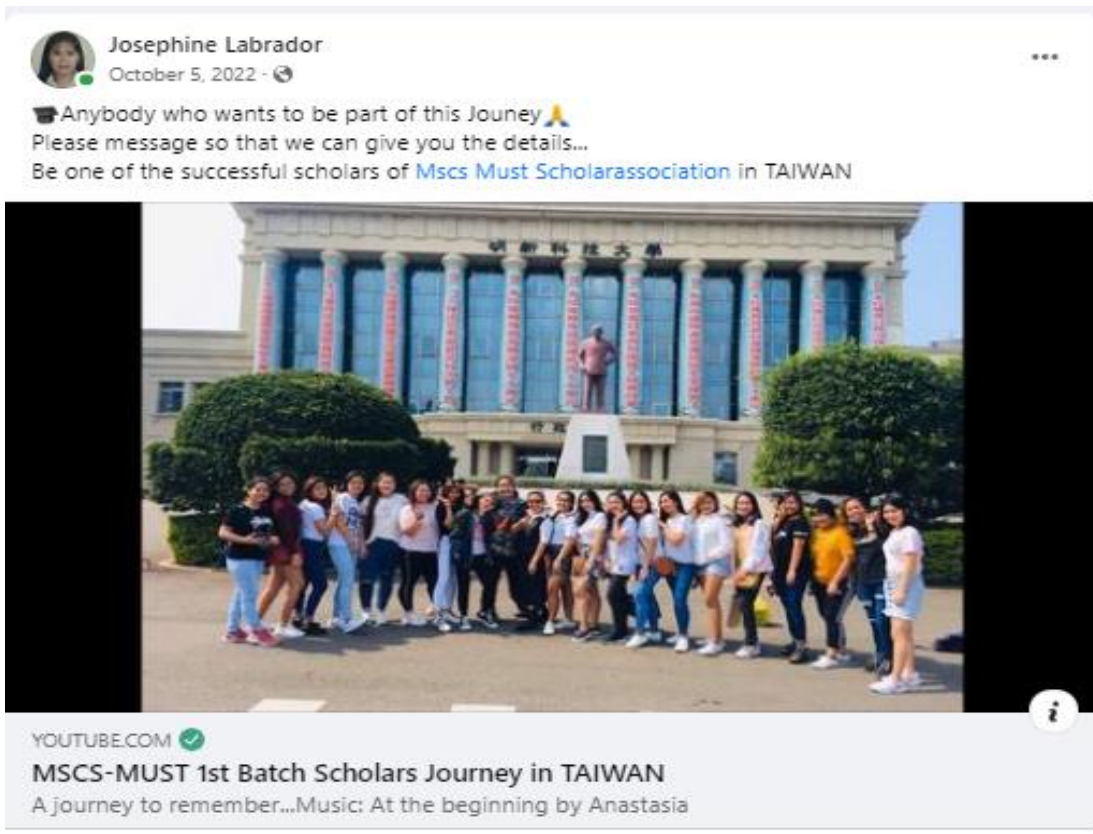 Josephine Labrador
October 5, 2022 ·
🎓Anybody who wants to be part of this Jouney🙏
Please message so that we can give you the details...
Be one of the successful scholars of Mscs Must Scholarassociation in TAIWAN
明新科技大學
行政
YOUTUBE.COM
MSCS-MUST 1st Batch Scholars Journey in TAIWAN
A journey to remember...Music: At the beginning by Anastasia